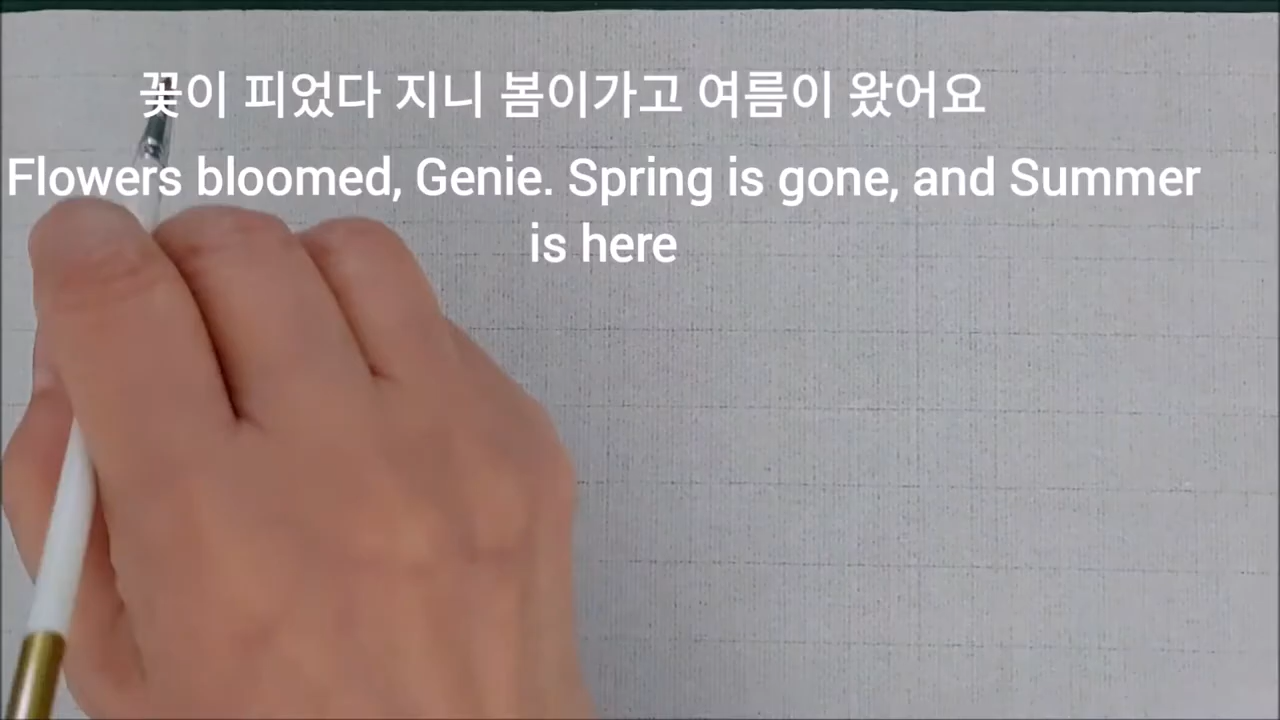 꽃이 피었다 지니 봄이가고 여름이 왔어요
Flowers bloomed, Genie. Spring is gone, and Summer
is here